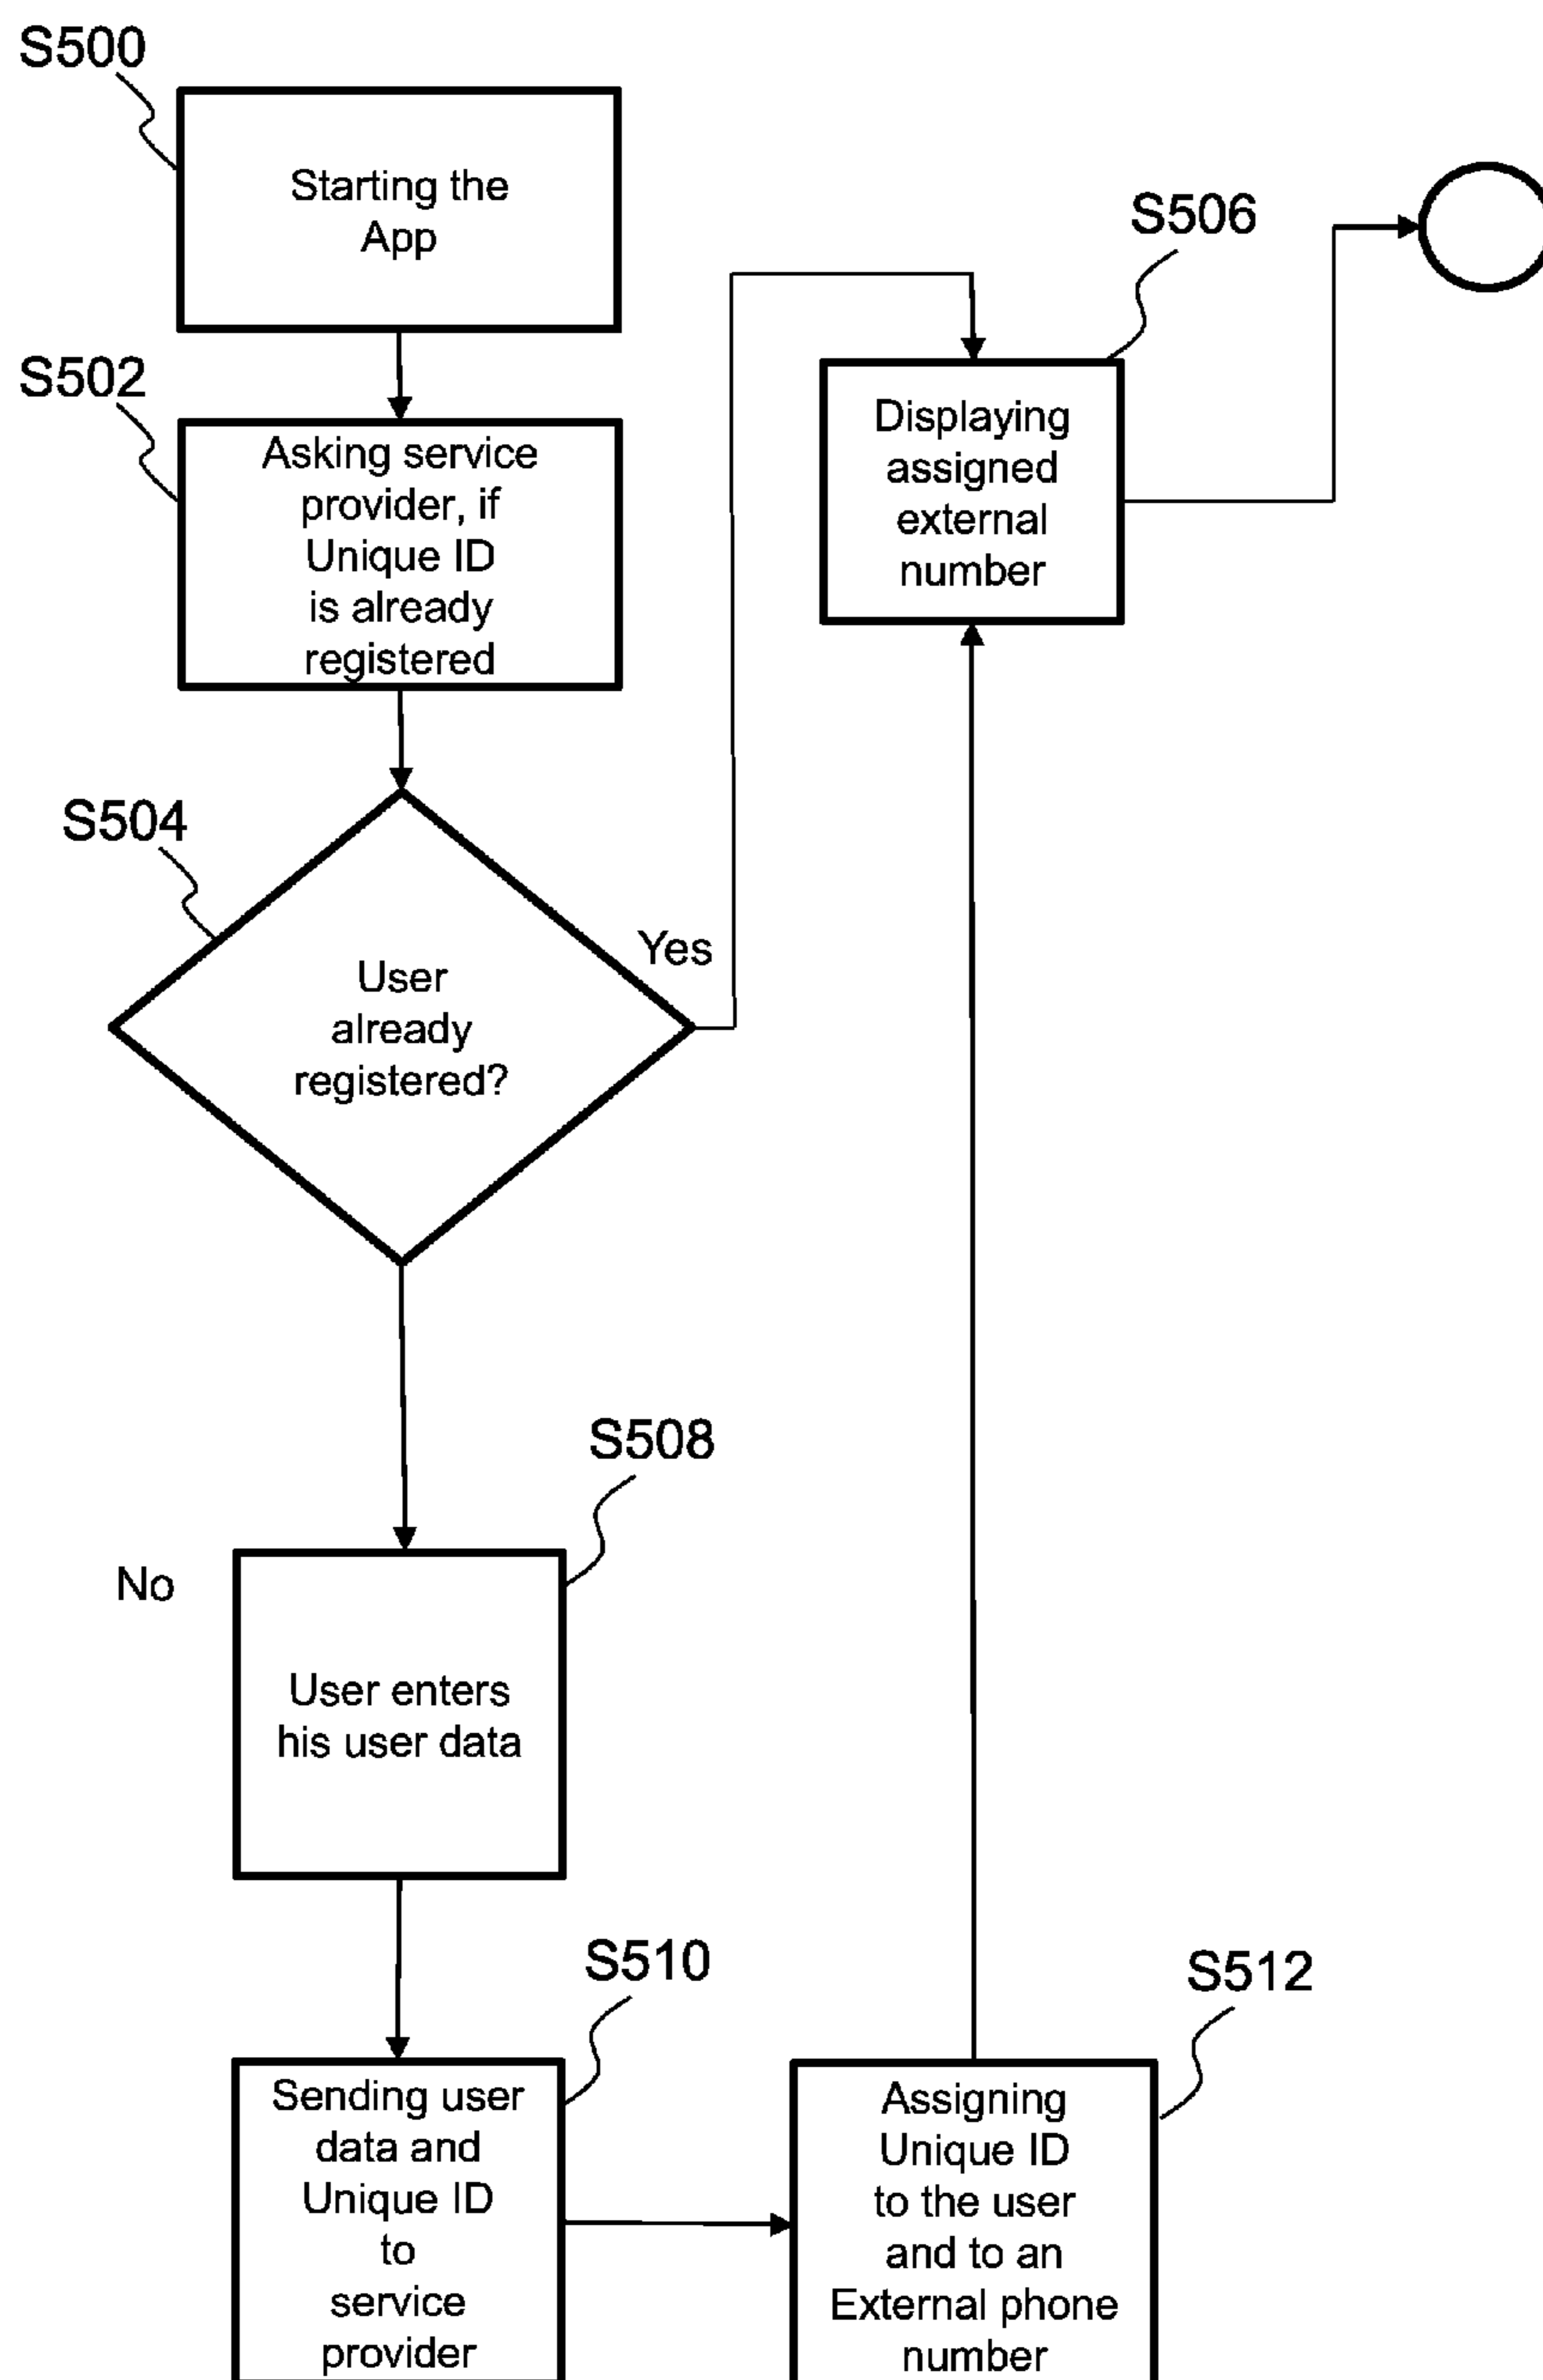 S500
Starting the
App
S502
Asking service
provider, if
Unique ID
is already
registered
S504
User
already
registered?
Yes
S506
Displaying
assigned
external
number
No
S508
User enters
his user data
S510
Sending user
data and
Unique ID
to
service
provider
S512
Assigning
Unique ID
to the user
and to an
External phone
number